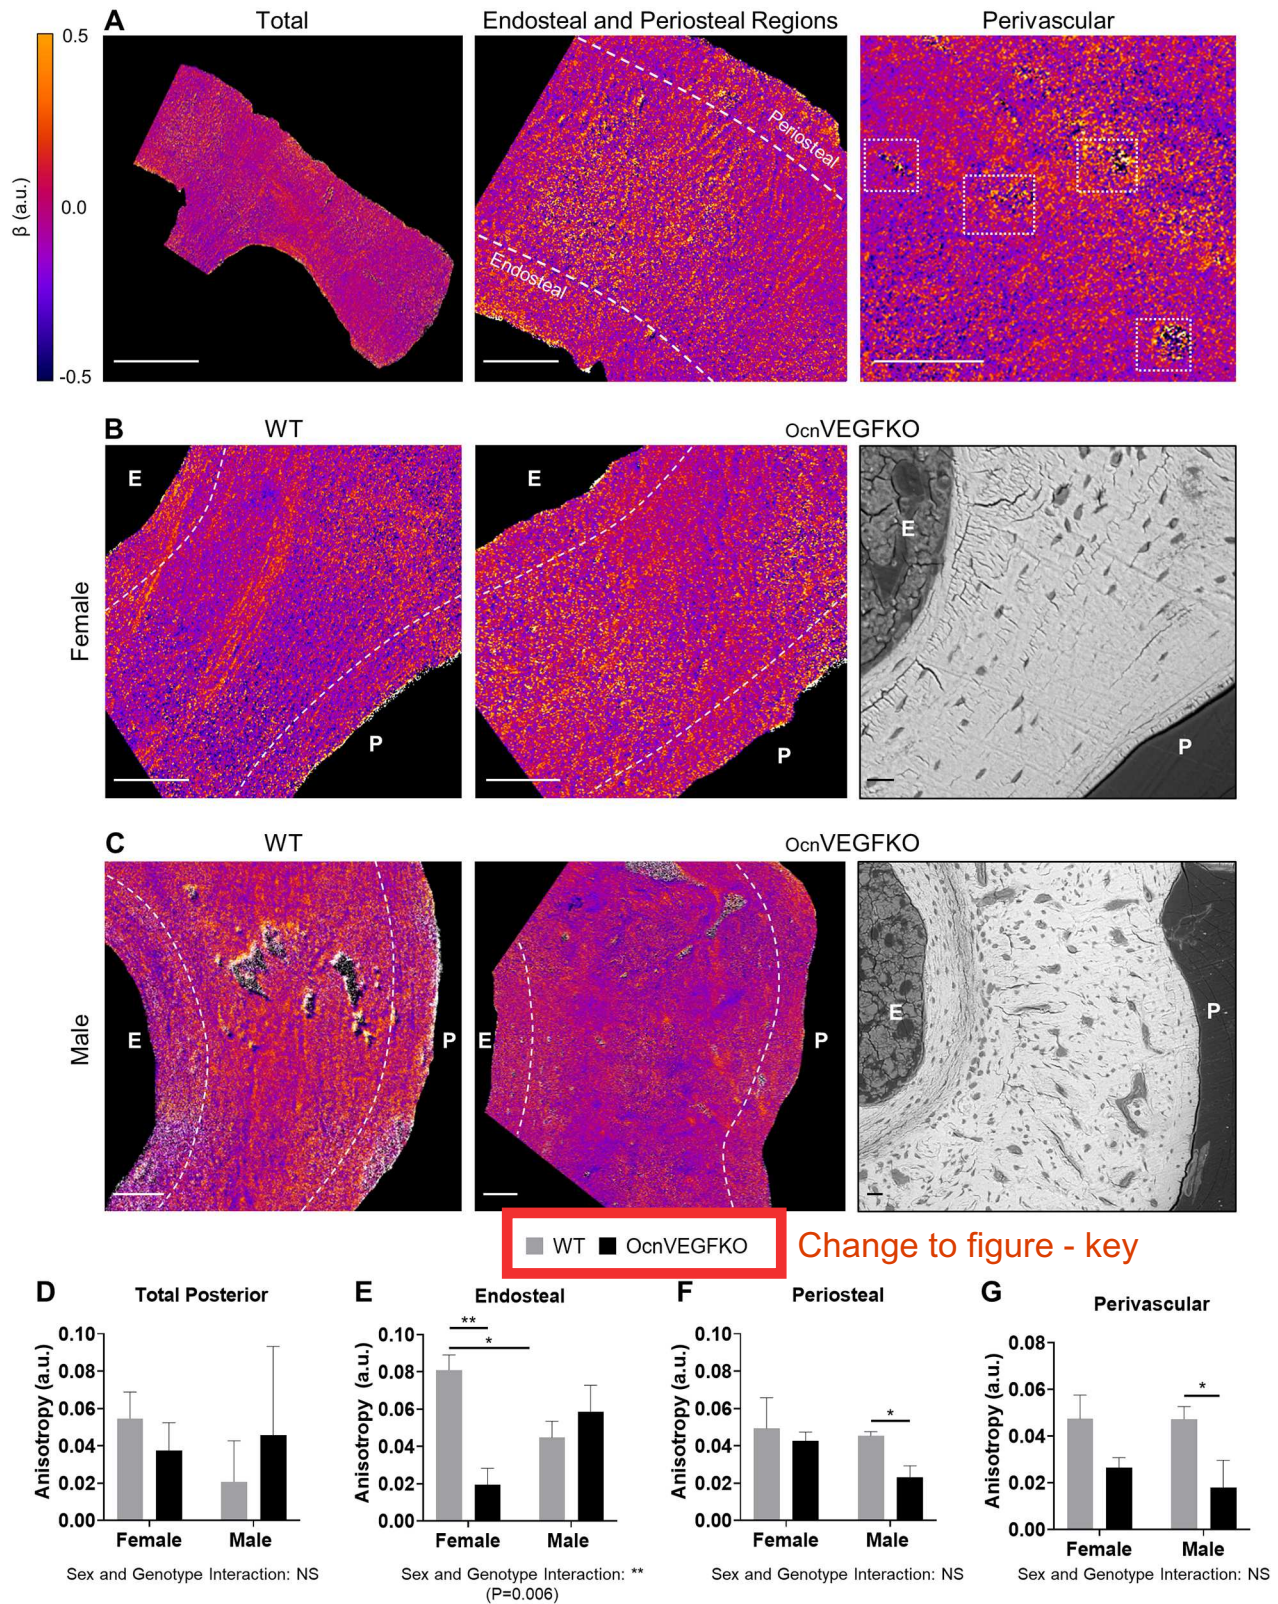 A
Total
Endosteal and Periosteal Regions
Perivascular
0.5
0.0
-0.5
β (a.u.)
Periosteal
Endosteal
B
WT
OcnVEGFKO
Female
E
P
E
P
E
P
C
WT
OcnVEGFKO
Male
E
P
E
P
E
P
WT OcnVEGFKO
Change to figure - key
D
Total Posterior
Anisotropy (a.u.)
0.10
0.08
0.06
0.04
0.02
0.00
Female Male
Sex and Genotype Interaction: NS
E
Endosteal
**
*
Anisotropy (a.u.)
0.10
0.08
0.06
0.04
0.02
0.00
Female Male
Sex and Genotype Interaction: **
(P=0.006)
F
Periosteal
*
Anisotropy (a.u.)
0.10
0.08
0.06
0.04
0.02
0.00
Female Male
Sex and Genotype Interaction: NS
G
Perivascular
*
Anisotropy (a.u.)
0.08
0.06
0.04
0.02
0.00
Female Male
Sex and Genotype Interaction: NS